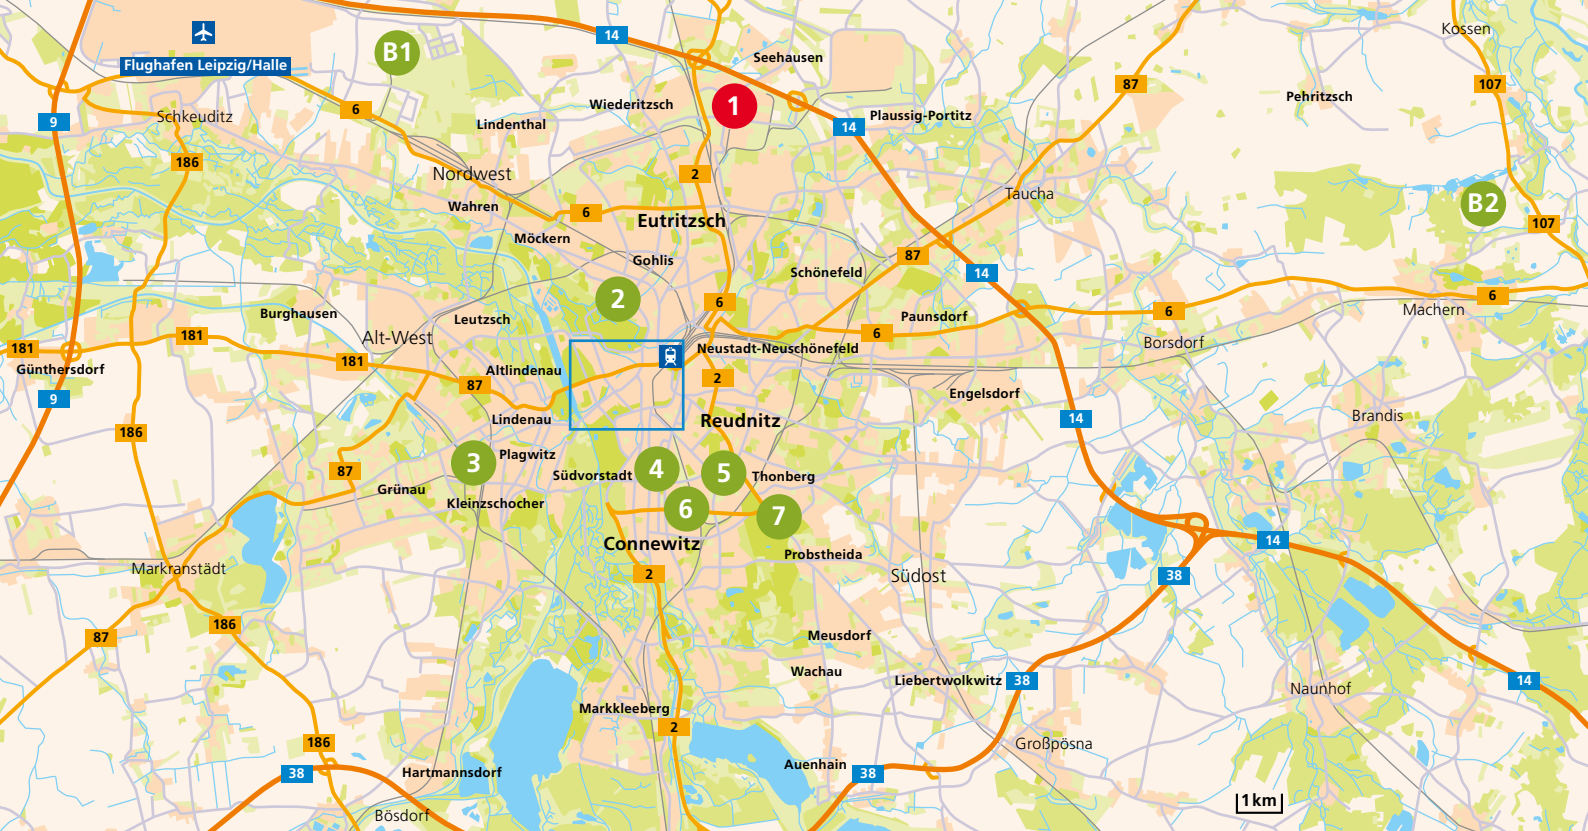 Kossen
14
B1
Seehausen
Flughafen Leipzig/Halle
87
107
Pehritzsch
Wiederitzsch
1
6
Schkeuditz
9
Lindenthal
14
Plaussig-Portitz
186
Nordwest
2
Taucha
Wahren
6
Eutritzsch
B2
107
Möckern
87
Gohlis
Schönefeld
14
2
6
6
Burghausen
Leutzsch
Paunsdorf
6
Machern
181
Alt-West
6
Borsdorf
181
181
Neustadt-Neuschönefeld
Günthersdorf
Altlindenau
87
2
9
Engelsdorf
Lindenau
Reudnitz
14
Brandis
186
Plagwitz
3
87
Südvorstadt
4
5
Thonberg
Grünau
Kleinzschocher
6
7
Connewitz
14
Probstheida
Markranstädt
2
Südost
38
186
87
Meusdorf
Wachau
Liebertwolkwitz
38
14
Naunhof
Markkleeberg
2
186
Großpösna
38
Hartmannsdorf
Auenhain
38
1 km
Bösdorf